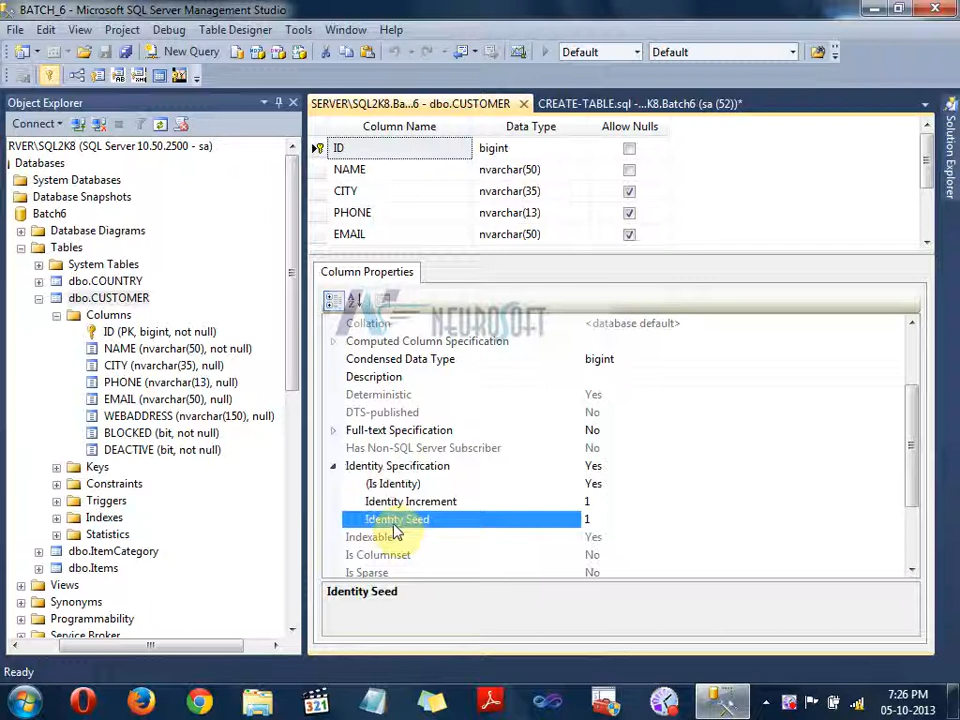 BATCH_6 - Microsoft SQL Server Management Studio
File Edit View Project Debug Table Designer Tools Window Help
New Query Default Default
Object Explorer
Connect
RVER\SQL2K8 (SQL Server 10.50.2500 - sa)
Databases
System Databases
Database Snapshots
Batch6
Database Diagrams
Tables
System Tables
dbo.COUNTRY
dbo.CUSTOMER
Columns
ID (PK, bigint, not null)
NAME (nvarchar(50), not null)
CITY (nvarchar(35), null)
PHONE (nvarchar(13), null)
EMAIL (nvarchar(50), null)
WEBADDRESS (nvarchar(150), null)
BLOCKED (bit, not null)
DEACTIVE (bit, not null)
Keys
Constraints
Triggers
Indexes
Statistics
dbo.ItemCategory
dbo.Items
Views
Synonyms
Programmability
Service Broker
SERVER\SQL2K8.Ba...6 - dbo.CUSTOMER CREATE-TABLE.sql -...K8.Batch6 (sa (52))*
Column Name Data Type Allow Nulls
ID bigint
NAME nvarchar(50)
CITY nvarchar(35)
PHONE nvarchar(13)
EMAIL nvarchar(50)
Column Properties
NEUROSOFT
Collation <database default>
Computed Column Specification
Condensed Data Type bigint
Description
Deterministic Yes
DTS-published No
Full-text Specification No
Has Non-SQL Server Subscriber No
Identity Specification Yes
(Is Identity) Yes
Identity Increment 1
Identity Seed 1
Indexable Yes
Is Columnset No
Is Sparse No
Identity Seed
Solution Explorer
Ready
321
7:26 PM
05-10-2013